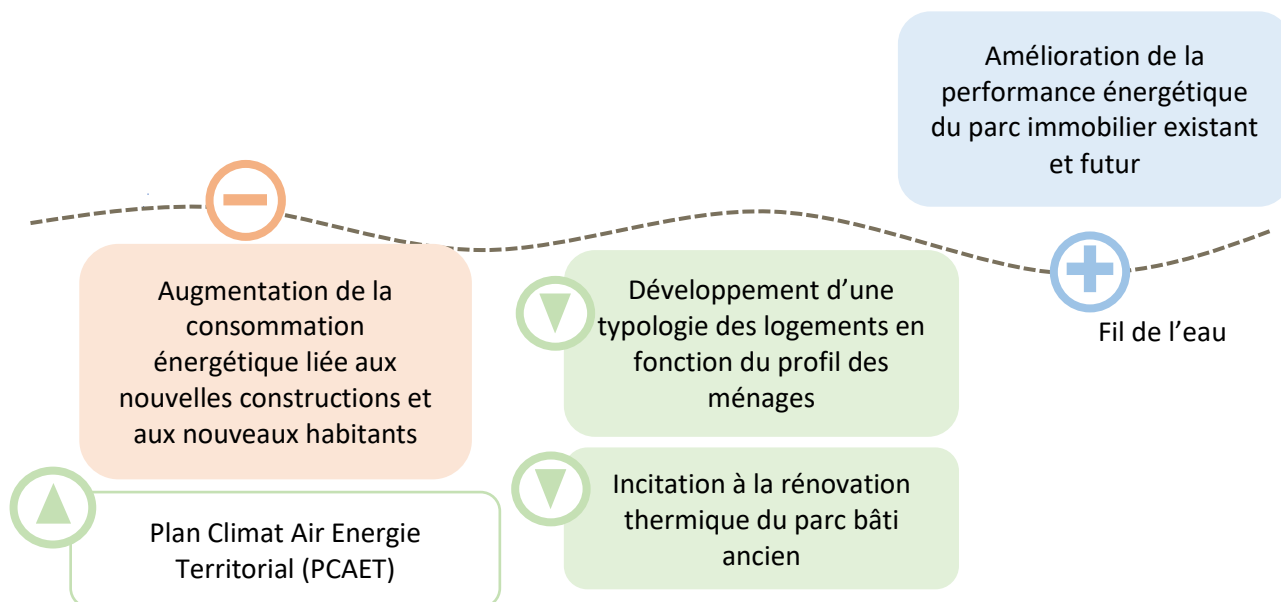 Amélioration de la
performance énergétique
du parc immobilier existant
et futur
Augmentation de la
consommation
énergétique liée aux
nouvelles constructions et
aux nouveaux habitants
Développement d’une
typologie des logements en
fonction du profil des
ménages
Fil de l’eau
Plan Climat Air Energie
Territorial (PCAET)
Incitation à la rénovation
thermique du parc bâti
ancien